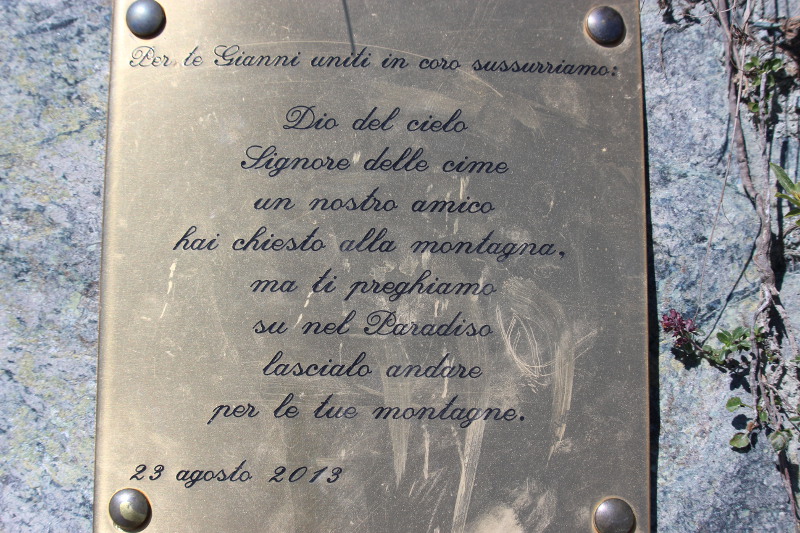 Per te Gianni uniti in coro sussurriamo:
Dio del cielo
Signore delle cime
un nostro amico
hai chiesto alla montagna,
ma ti preghiamo
su nel Paradiso
lascialo andare
per le tue montagne.
23 agosto 2013